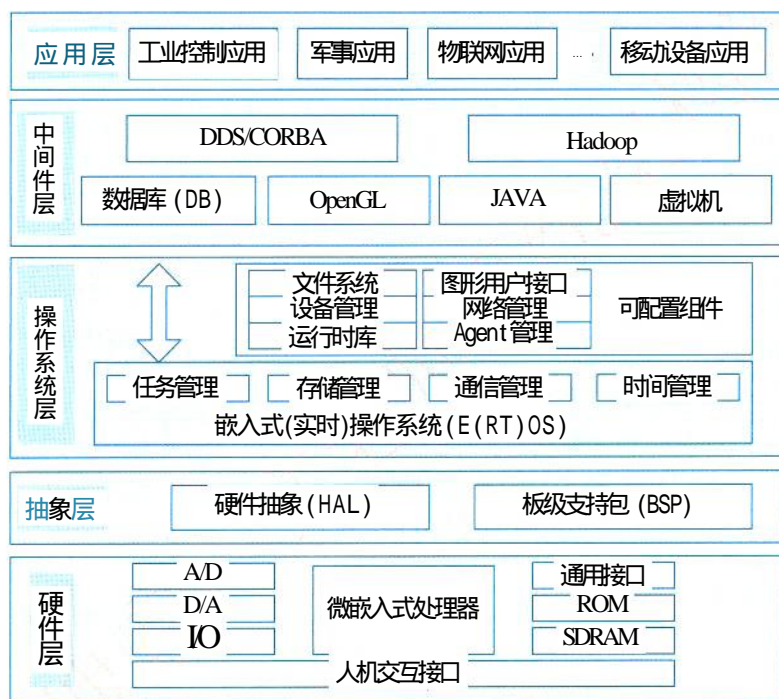 应用层 工业控制应用 军事应用 物联网应用 ... 移动设备应用
中间件层
DDS/CORBA Hadoop
数据库(DB) OpenGL JAVA 虚拟机
操作系统层
文件系统 图形用户接口
设备管理 网络管理 可配置组件
运行时库 Agent管理
任务管理 存储管理 通信管理 时间管理
嵌入式(实时)操作系统(E(RT)OS)
抽象层 硬件抽象(HAL) 板级支持包(BSP)
硬件层
A/D 通用接口
D/A 微嵌入式处理器 ROM
I/O SDRAM
人机交互接口